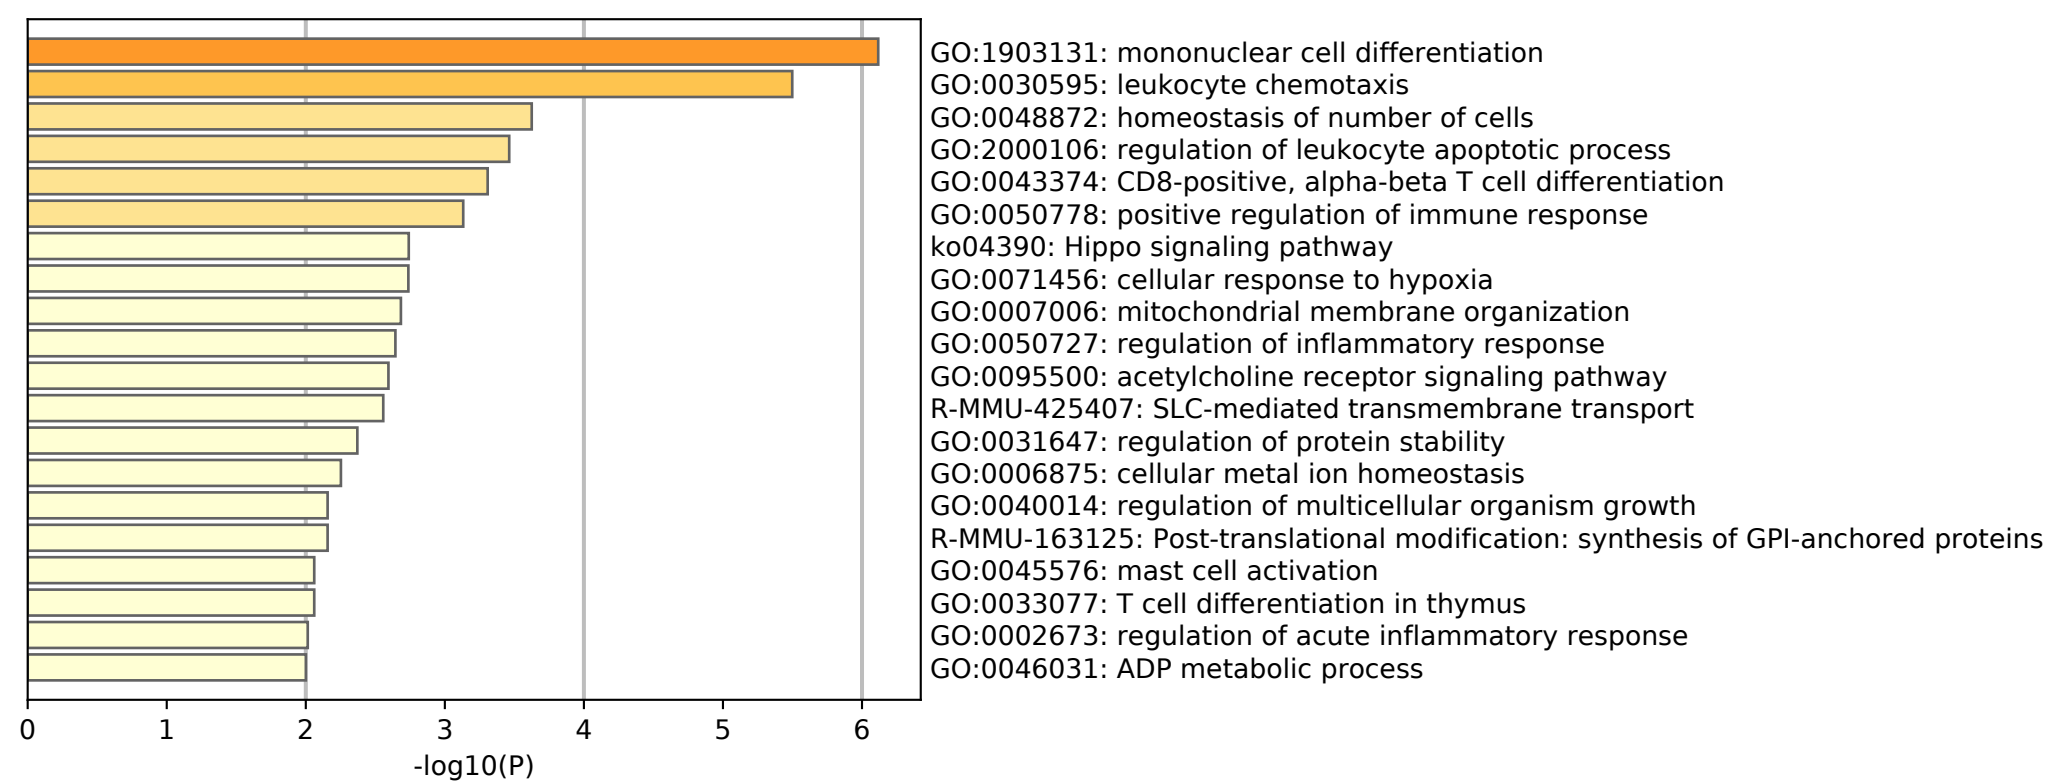 GO:1903131: mononuclear cell differentiation
GO:0030595: leukocyte chemotaxis
GO:0048872: homeostasis of number of cells
GO:2000106: regulation of leukocyte apoptotic process
GO:0043374: CD8-positive, alpha-beta T cell differentiation
GO:0050778: positive regulation of immune response
ko04390: Hippo signaling pathway
GO:0071456: cellular response to hypoxia
GO:0007006: mitochondrial membrane organization
GO:0050727: regulation of inflammatory response
GO:0095500: acetylcholine receptor signaling pathway
R-MMU-425407: SLC-mediated transmembrane transport
GO:0031647: regulation of protein stability
GO:0006875: cellular metal ion homeostasis
GO:0040014: regulation of multicellular organism growth
R-MMU-163125: Post-translational modification: synthesis of GPI-anchored proteins
GO:0045576: mast cell activation
GO:0033077: T cell differentiation in thymus
GO:0002673: regulation of acute inflammatory response
GO:0046031: ADP metabolic process
0 1 2 3 4 5 6
-log10(P)